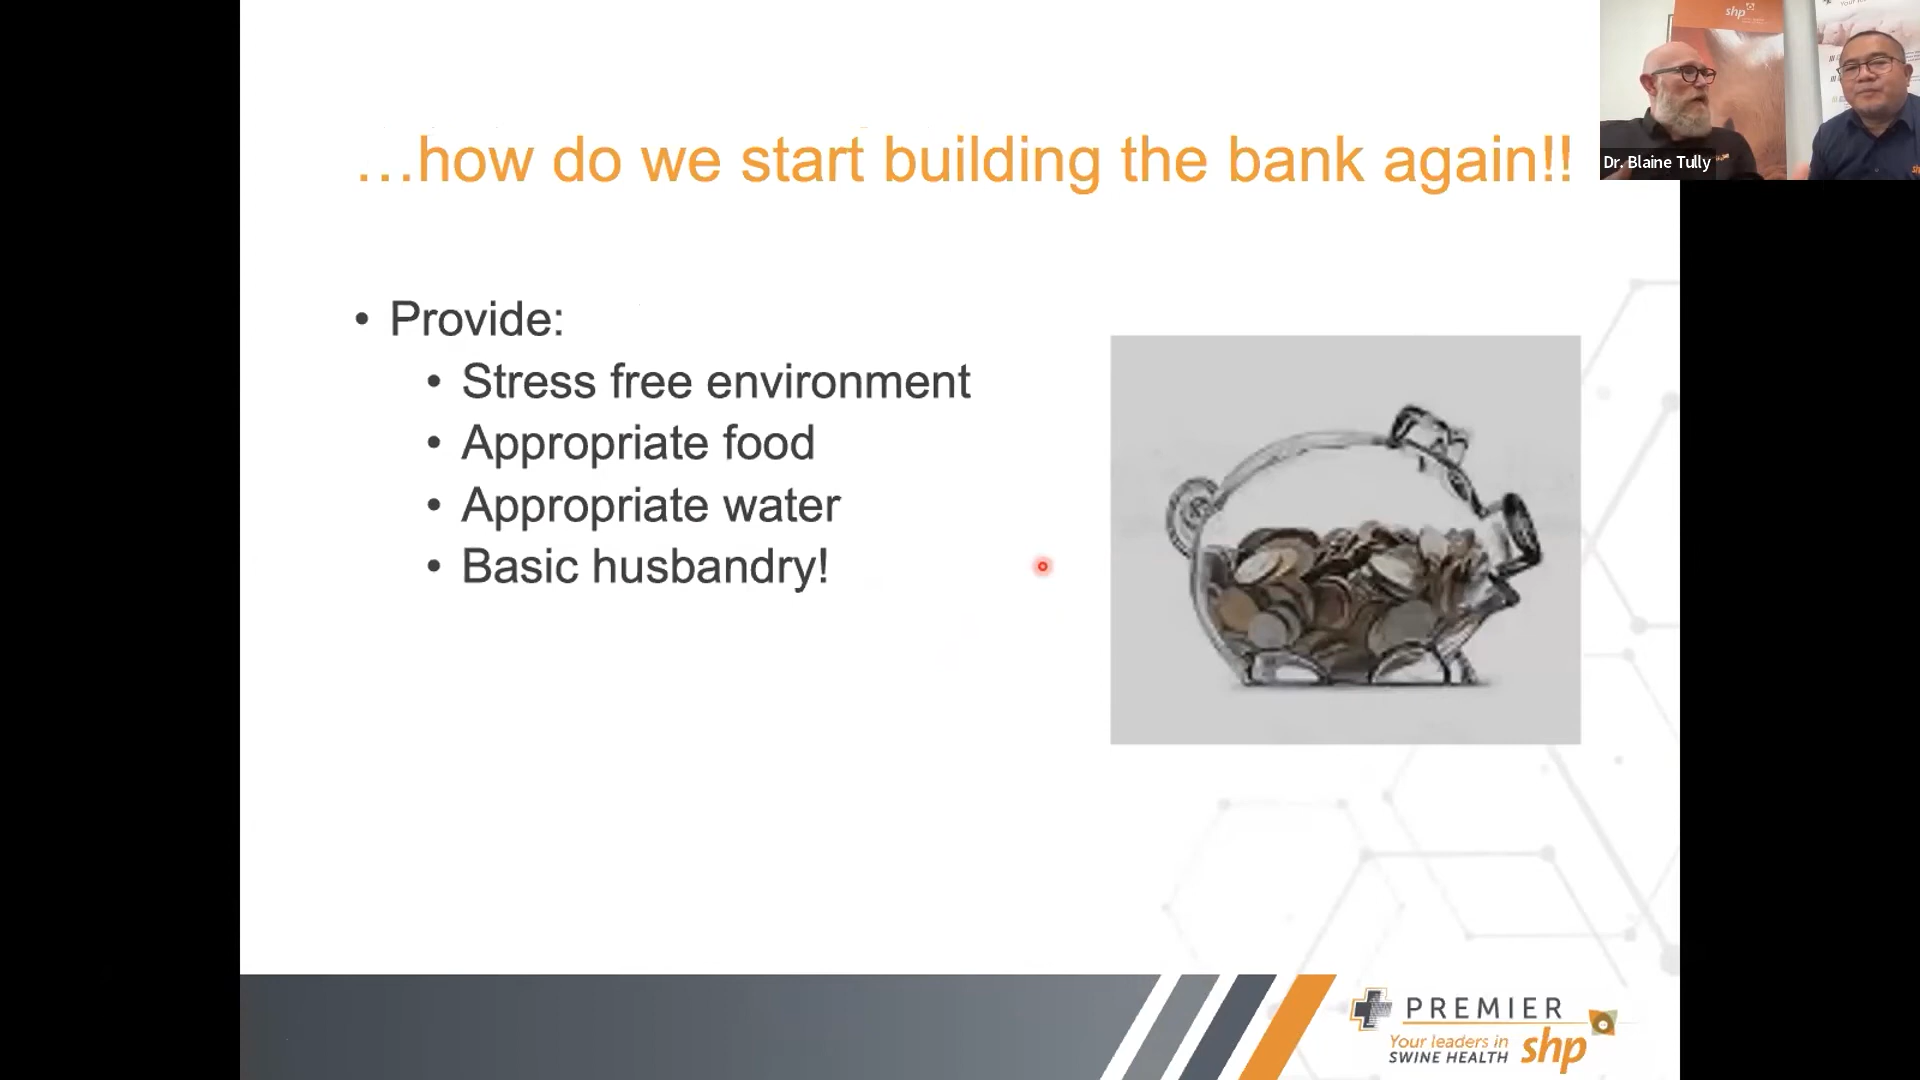 …how do we start building the bank again!!
• Provide:
• Stress free environment
• Appropriate food
• Appropriate water
• Basic husbandry!
shp
Dr. Blaine Tully
PREMIER
Your leaders in
SWINE HEALTH
shp